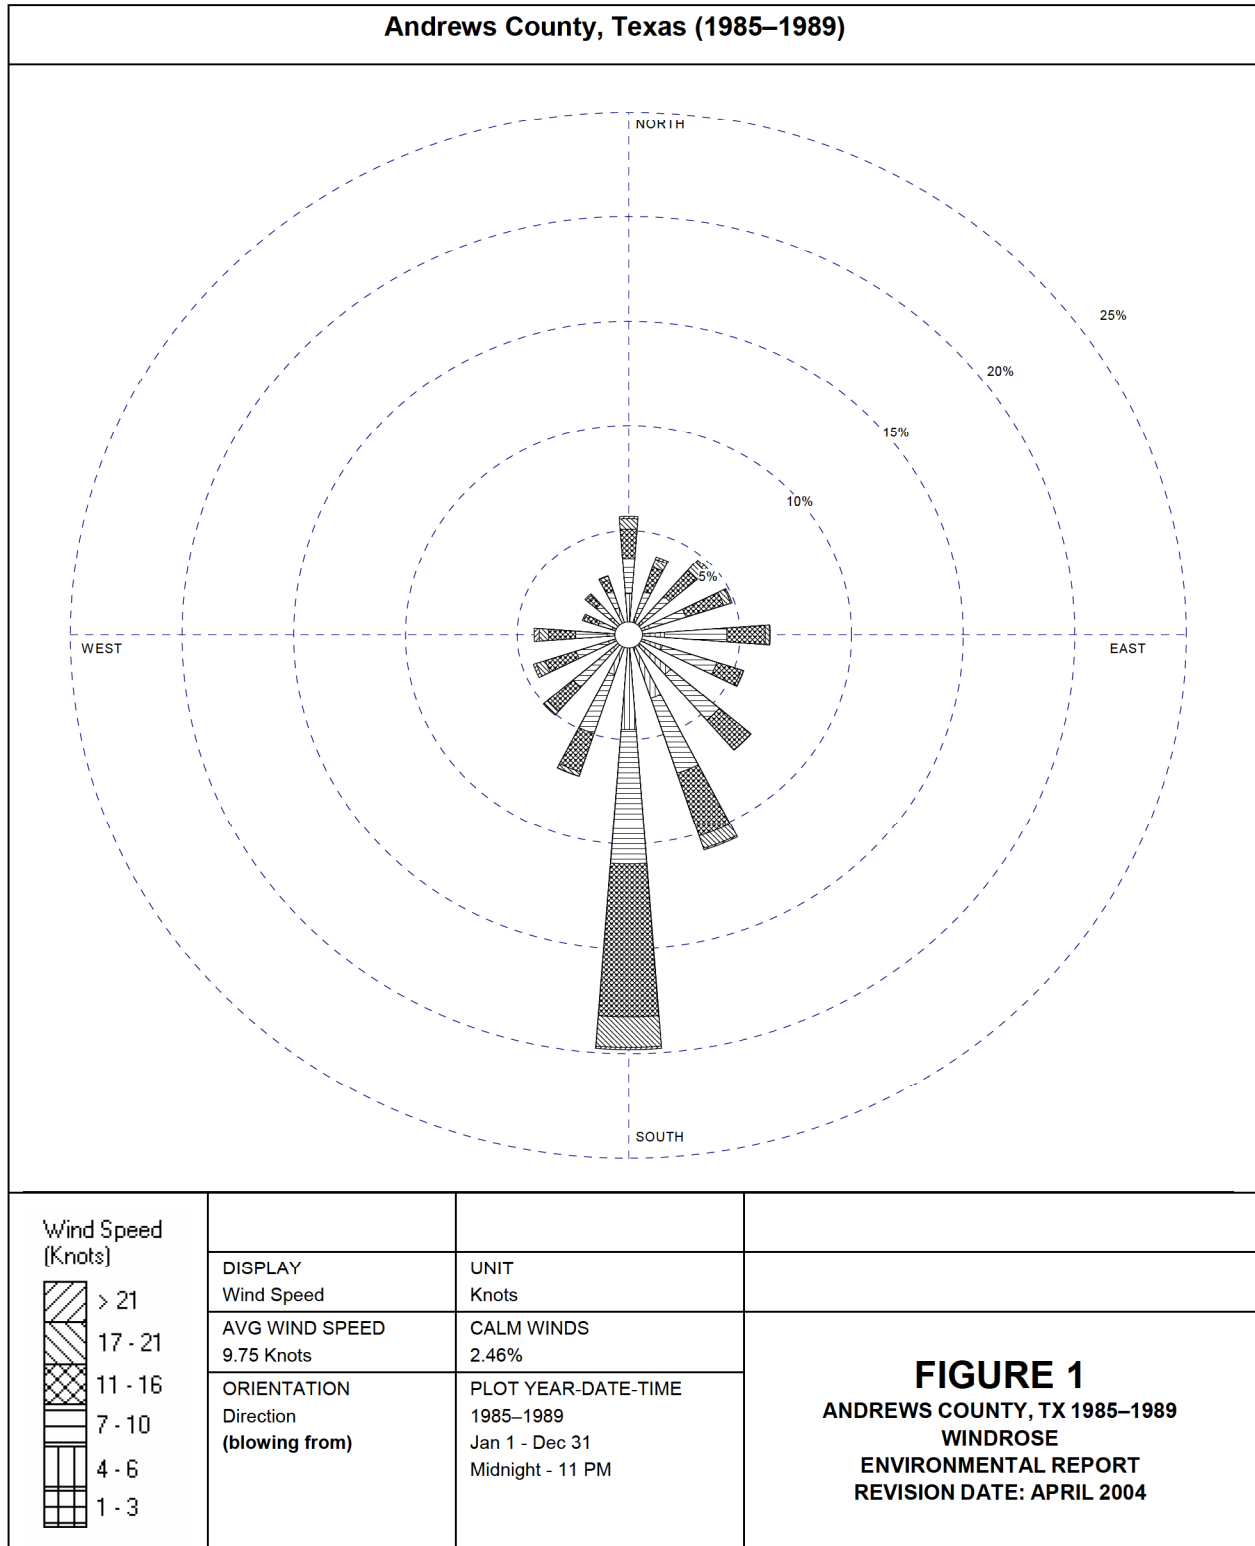 Andrews County, Texas (1985–1989)
NORTH
25%
20%
15%
10%
5%
WEST
EAST
SOUTH
Wind Speed
(Knots)
> 21
17 - 21
11 - 16
7 - 10
4 - 6
1 - 3
DISPLAY
Wind Speed
UNIT
Knots
AVG WIND SPEED
9.75 Knots
CALM WINDS
2.46%
ORIENTATION
Direction
(blowing from)
PLOT YEAR-DATE-TIME
1985–1989
Jan 1 - Dec 31
Midnight - 11 PM
FIGURE 1
ANDREWS COUNTY, TX 1985–1989
WINDROSE
ENVIRONMENTAL REPORT
REVISION DATE: APRIL 2004